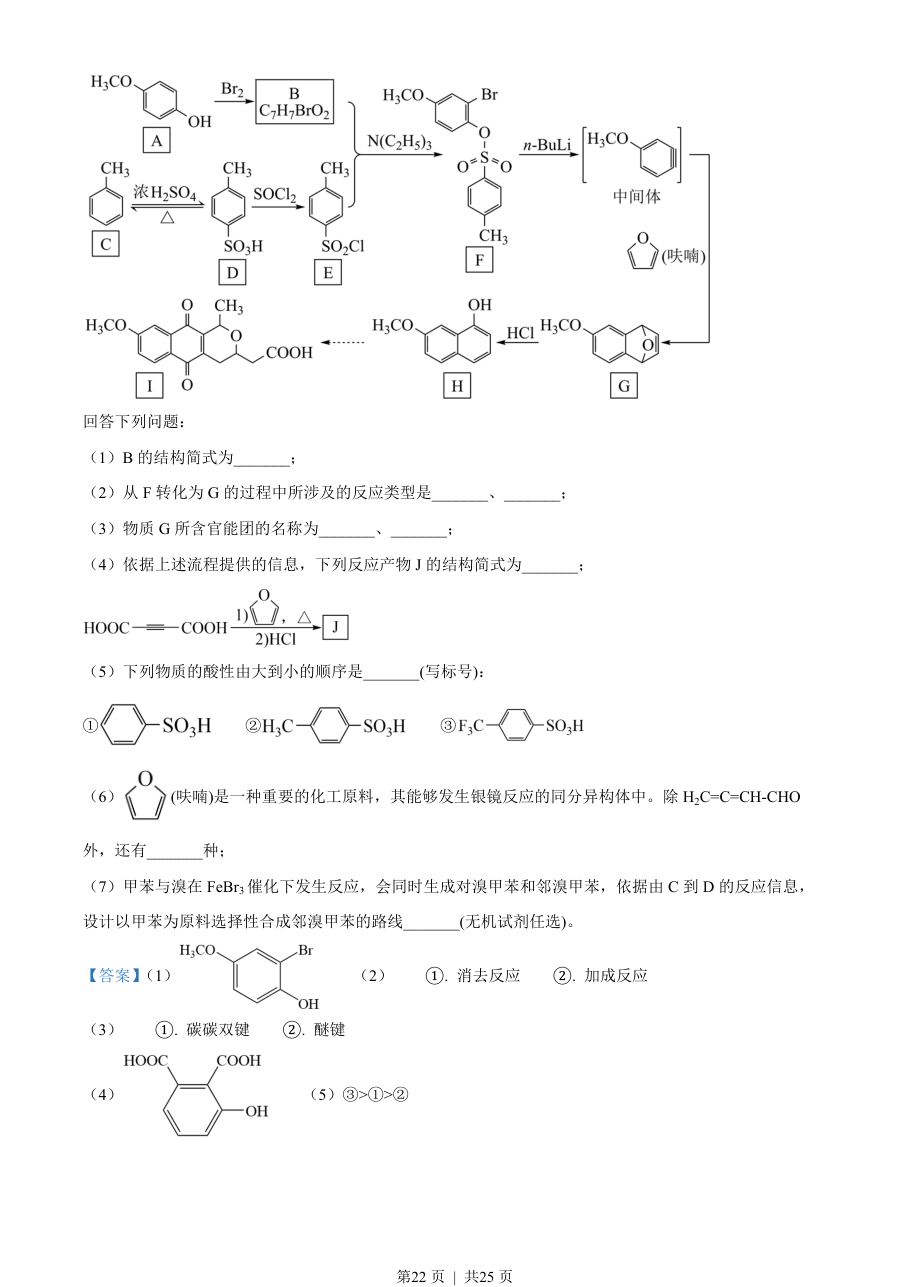 H3CO OH A Br2 B C7H7BrO2 H3CO Br O S O O CH3 F N(C2H5)3 n-BuLi H3CO 中间体
CH3 C 浓H2SO4 △ CH3 SO3H D SOCl2 CH3 SO2Cl E O (呋喃)
H3CO O O CH3 O COOH I H3CO OH H HCl H3CO O G
回答下列问题:
（1）B 的结构简式为_______;
（2）从 F 转化为 G 的过程中所涉及的反应类型是_______、_______;
（3）物质 G 所含官能团的名称为_______、_______;
（4）依据上述流程提供的信息，下列反应产物 J 的结构简式为_______;
HOOC COOH 1) O ，△ 2)HCl J
（5）下列物质的酸性由大到小的顺序是_______(写标号):
① SO3H ②H3C SO3H ③F3C SO3H
（6） O (呋喃)是一种重要的化工原料，其能够发生银镜反应的同分异构体中。除 H2C=C=CH-CHO
外，还有_______种;
（7）甲苯与溴在 FeBr3 催化下发生反应，会同时生成对溴甲苯和邻溴甲苯，依据由 C 到 D 的反应信息，
设计以甲苯为原料选择性合成邻溴甲苯的路线_______(无机试剂任选)。
【答案】（1） H3CO Br OH （2） ①. 消去反应 ②. 加成反应
（3） ①. 碳碳双键 ②. 醚键
（4） HOOC COOH OH （5）③>①>②
第22 页 | 共25 页